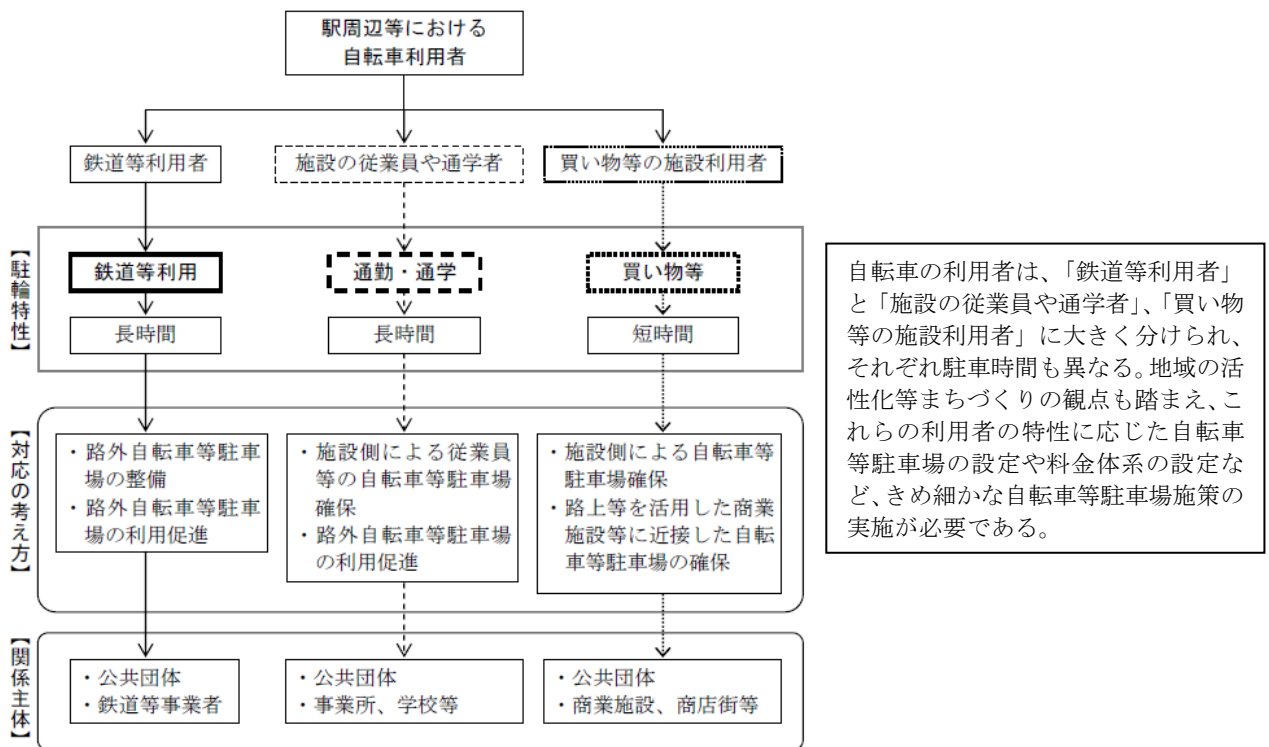 駅周辺等における
自転車利用者
鉄道等利用者
施設の従業員や通学者
買い物等の施設利用者
【駐輪特性】
鉄道等利用
通勤・通学
買い物等
長時間
長時間
短時間
【対応の考え方】
・路外自転車等駐車
場の整備
・路外自転車等駐車
場の利用促進
・施設側による従業員
等の自転車等駐車場
確保
・路外自転車等駐車場
の利用促進
・施設側による自転車等
駐車場確保
・路上等を活用した商業
施設等に近接した自転
車等駐車場の確保
【関係主体】
・公共団体
・鉄道等事業者
・公共団体
・事業所、学校等
・公共団体
・商業施設、商店街等
自転車の利用者は、「鉄道等利用者」
と「施設の従業員や通学者」、「買い物
等の施設利用者」に大きく分けられ、
それぞれ駐車時間も異なる。地域の活
性化等まちづくりの観点も踏まえ、こ
れらの利用者の特性に応じた自転車
等駐車場の設定や料金体系の設定な
ど、きめ細かな自転車等駐車場施策の
実施が必要である。